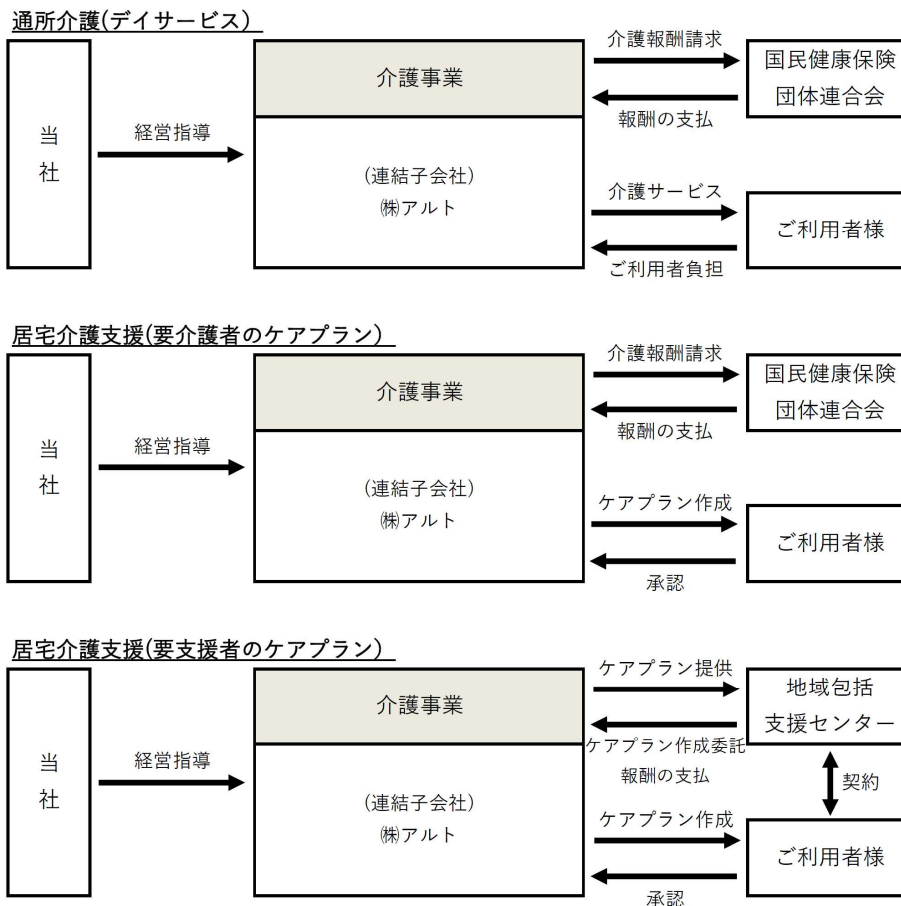 通所介護(デイサービス)
当
社
経営指導
介護事業
(連結子会社)
㈱アルト
介護報酬請求
報酬の支払
国民健康保険
団体連合会
介護サービス
ご利用者負担
ご利用者様
居宅介護支援(要介護者のケアプラン)
当
社
経営指導
介護事業
(連結子会社)
㈱アルト
介護報酬請求
報酬の支払
国民健康保険
団体連合会
ケアプラン作成
承認
ご利用者様
居宅介護支援(要支援者のケアプラン)
当
社
経営指導
介護事業
(連結子会社)
㈱アルト
ケアプラン提供
ケアプラン作成委託
報酬の支払
地域包括
支援センター
契約
ケアプラン作成
承認
ご利用者様